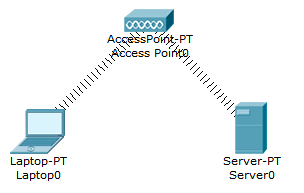 AccessPoint-PT
Access Point0
Laptop-PT
Laptop0
Server-PT
Server0